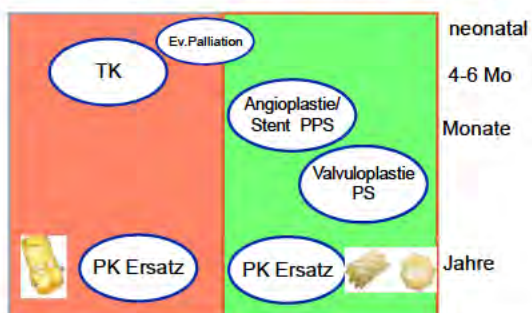 neonatal
Ev.Palliation
TK
4-6 Mo
Angioplastie/
Stent PPS
Monate
Valvuloplastie
PS
PK Ersatz
PK Ersatz
Jahre